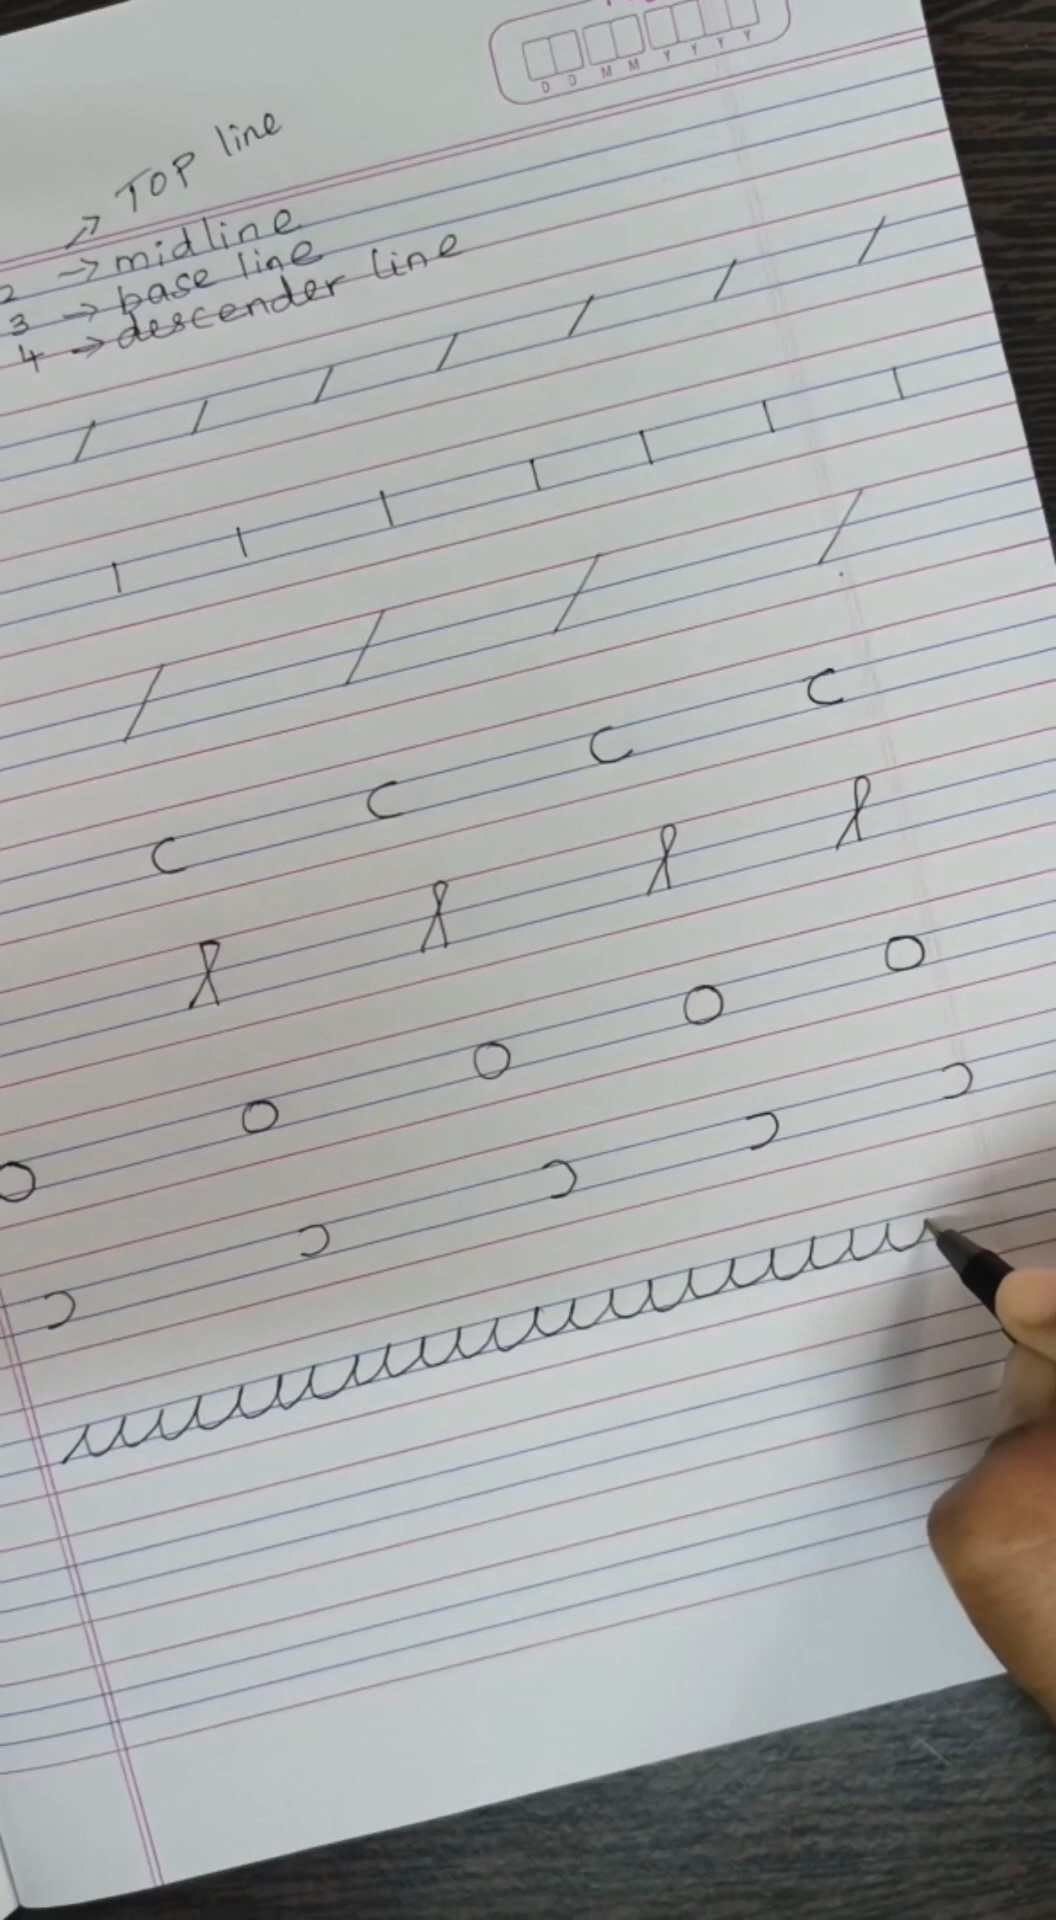 → TOP line
2 → midline
3 → base line
4 → descender line
D D M M Y Y Y Y